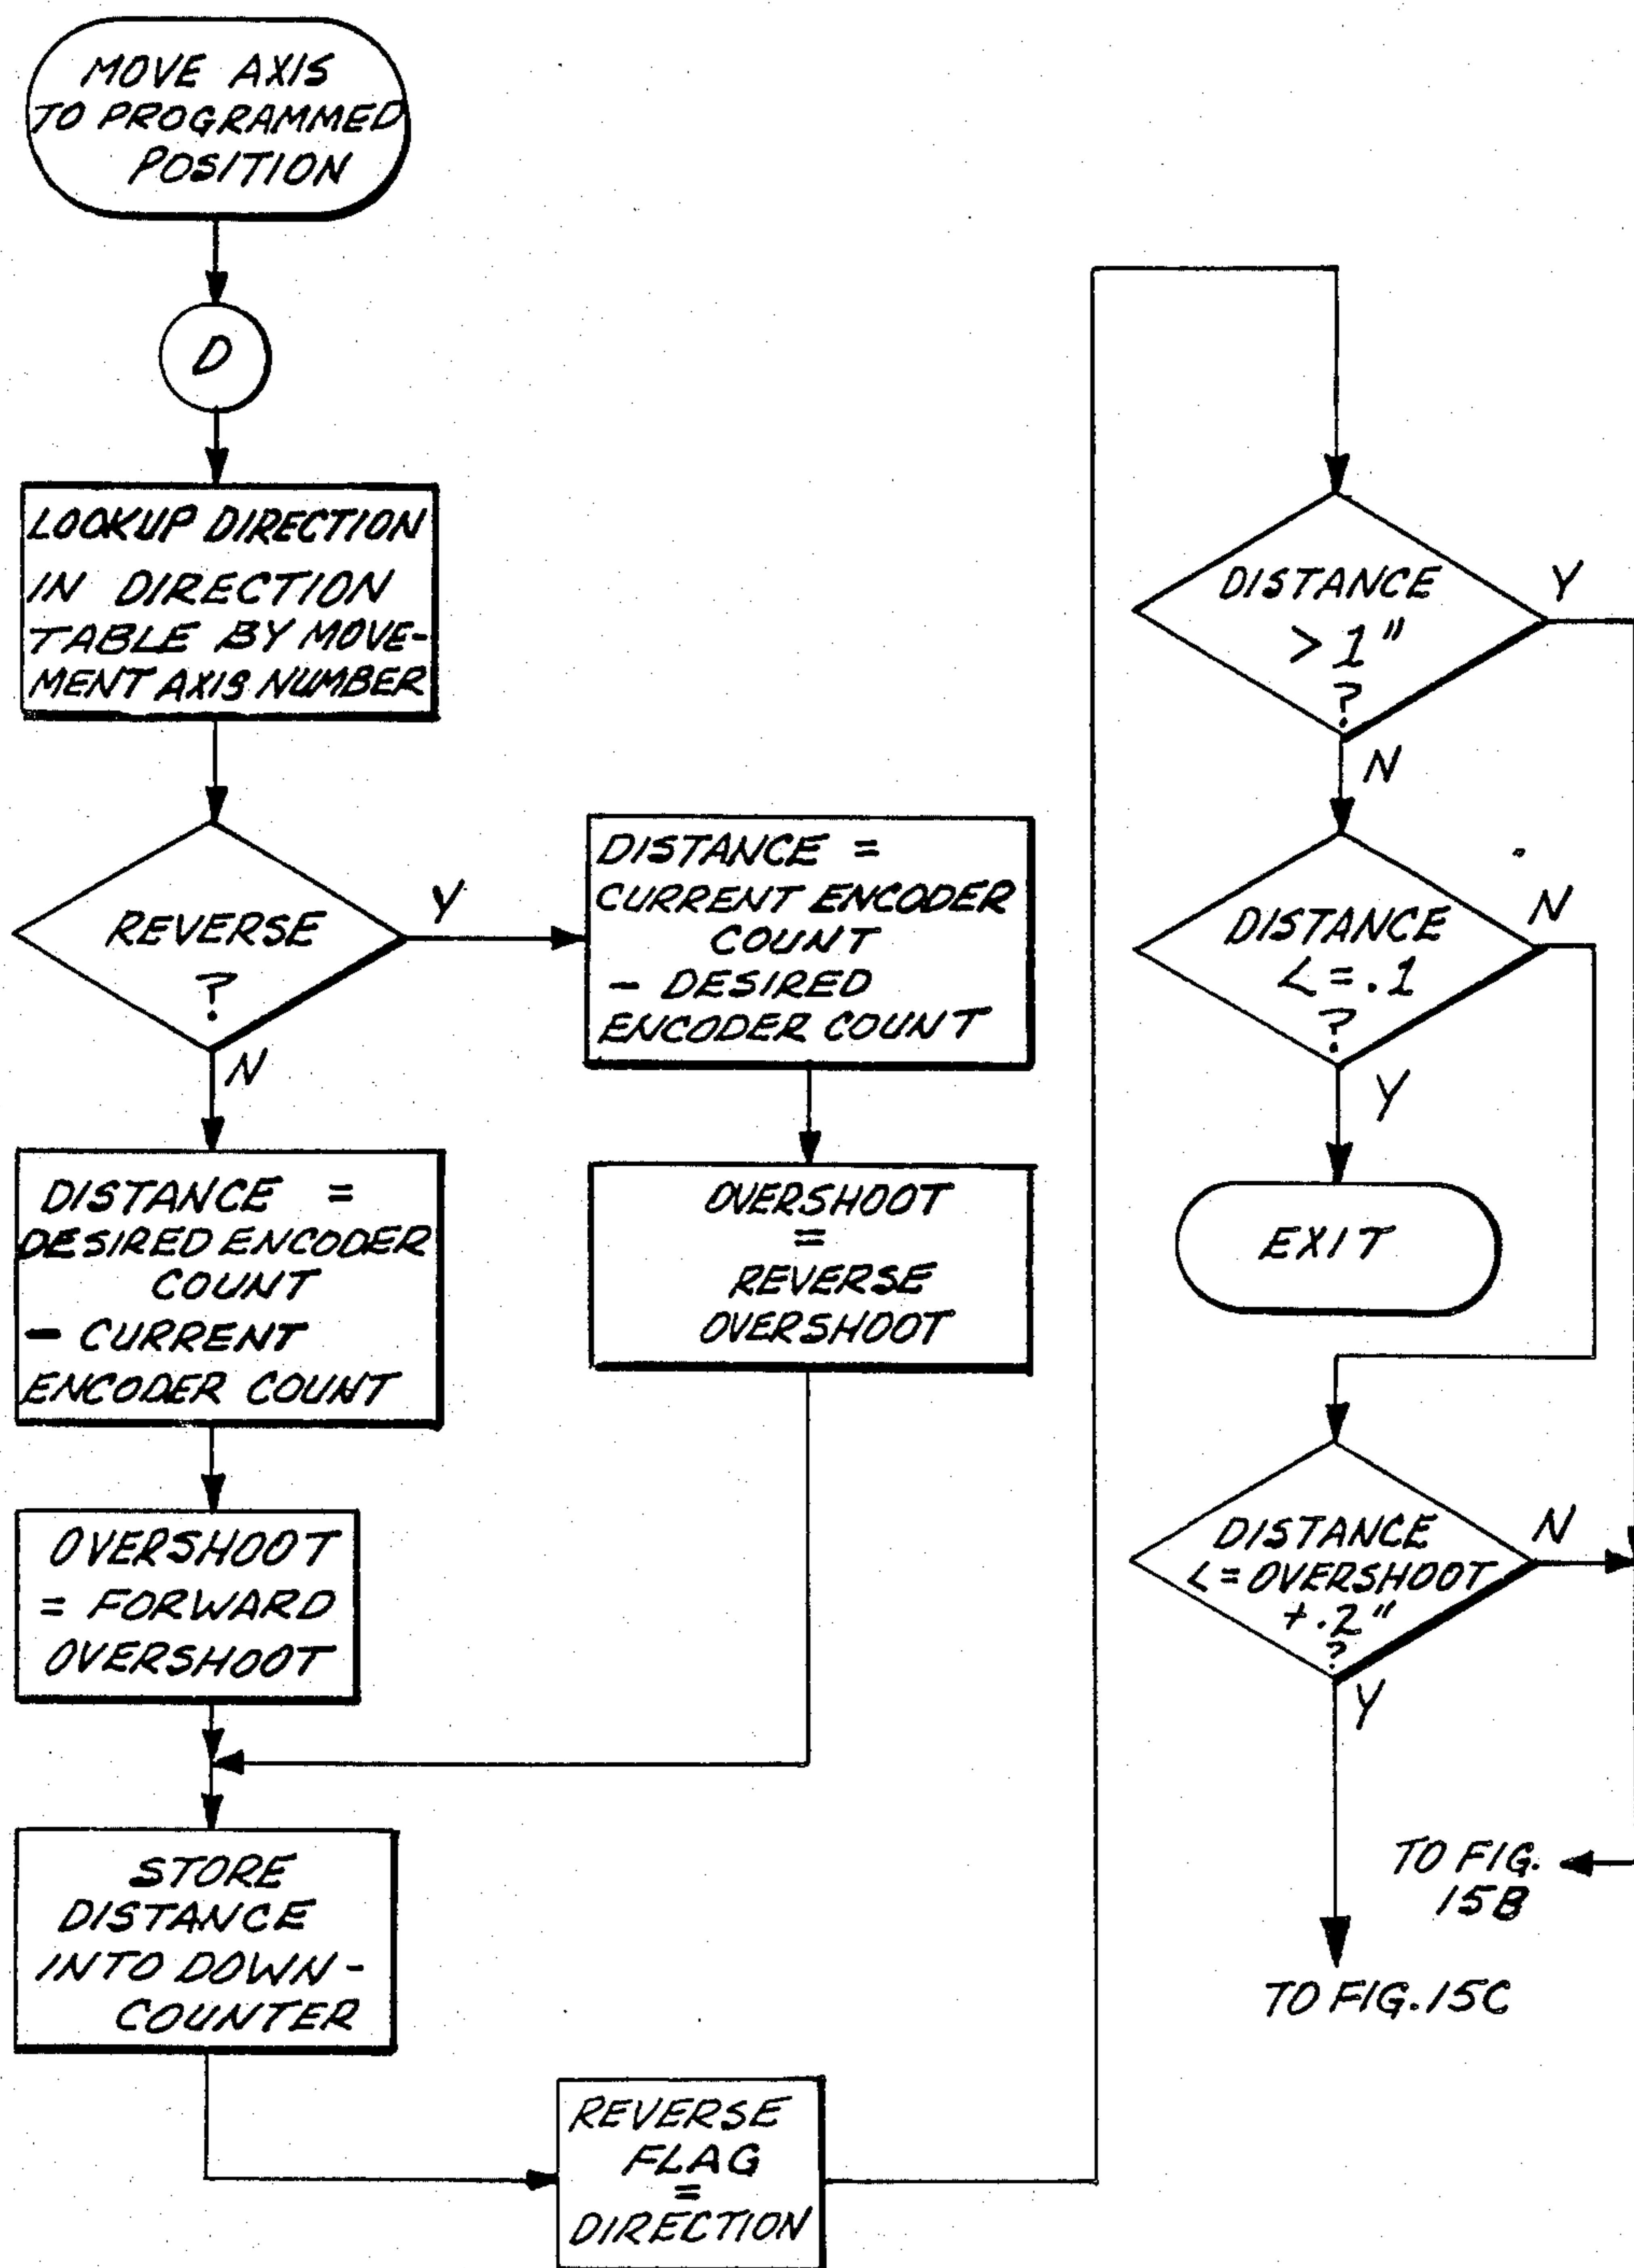 MOVE AXIS
TO PROGRAMMED
POSITION
D
LOOKUP DIRECTION
IN DIRECTION
TABLE BY MOVE-
MENT AXIS NUMBER
REVERSE
?
Y
N
DISTANCE =
CURRENT ENCODER
COUNT
- DESIRED
ENCODER COUNT
OVERSHOOT
=
REVERSE
OVERSHOOT
DISTANCE =
DESIRED ENCODER
COUNT
- CURRENT
ENCODER COUNT
OVERSHOOT
= FORWARD
OVERSHOOT
STORE
DISTANCE
INTO DOWN-
COUNTER
REVERSE
FLAG
=
DIRECTION
DISTANCE
> 1"
?
Y
N
DISTANCE
L = .1
?
N
Y
EXIT
DISTANCE
L = OVERSHOOT
+ .2"
?
N
Y
TO FIG.
15B
TO FIG. 15C